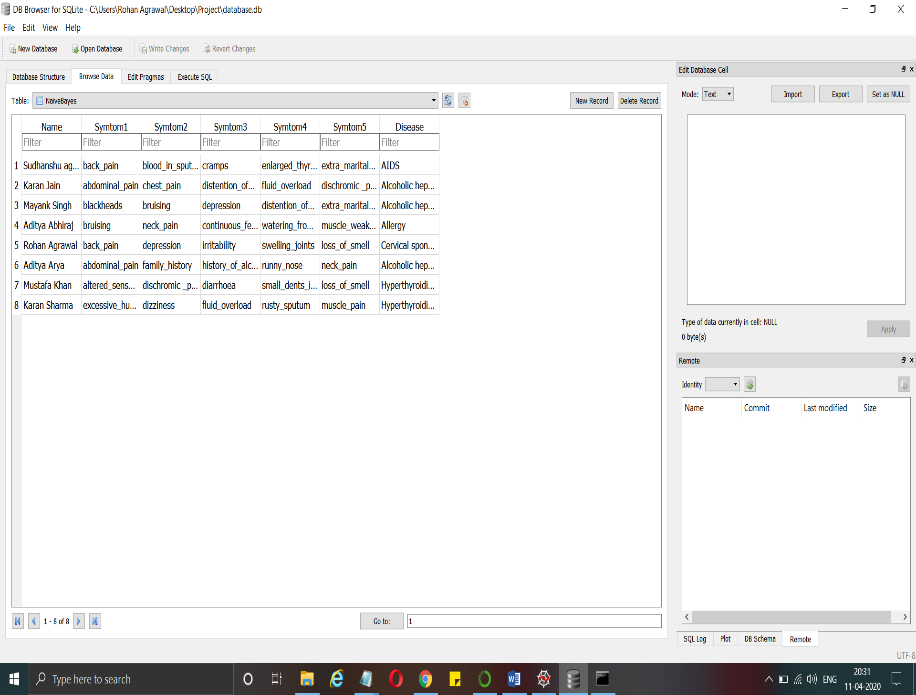 DB Browser for SQLite - C:\Users\Rohan Agrawal\Desktop\Project\database.db
File Edit View Help
New Database Open Database Write Changes Revert Changes
Database Structure Browse Data Edit Pragmas Execute SQL
Table: NaiveBayes New Record Delete Record
Name Symtom1 Symtom2 Symtom3 Symtom4 Symtom5 Disease
Filter Filter Filter Filter Filter Filter Filter
1 Sudhanshu ag... back_pain blood_in_sput... cramps enlarged_thyr... extra_marital... AIDS
2 Karan Jain abdominal_pain chest_pain distention_of... fluid_overload dischromic _p... Alcoholic hep...
3 Mayank Singh blackheads bruising depression distention_of... extra_marital... Alcoholic hep...
4 Aditya Abhiraj bruising neck_pain continuous_fe... watering_fro... muscle_weak... Allergy
5 Rohan Agrawal back_pain depression irritability swelling_joints loss_of_smell Cervical spon...
6 Aditya Arya abdominal_pain family_history history_of_alc... runny_nose neck_pain Alcoholic hep...
7 Mustafa Khan altered_sens... dischromic _p... diarrhoea small_dents_i... loss_of_smell Hyperthyroidi...
8 Karan Sharma excessive_hu... dizziness fluid_overload rusty_sputum muscle_pain Hyperthyroidi...
1 - 8 of 8 Go to: 1
Edit Database Cell
Mode: Text Import Export Set as NULL
Type of data currently in cell: NULL
0 byte(s)
Apply
Remote
Identity
Name Commit Last modified Size
SQL Log Plot DB Schema Remote
UTF-8
Type here to search
ENG
20:31
11-04-2020